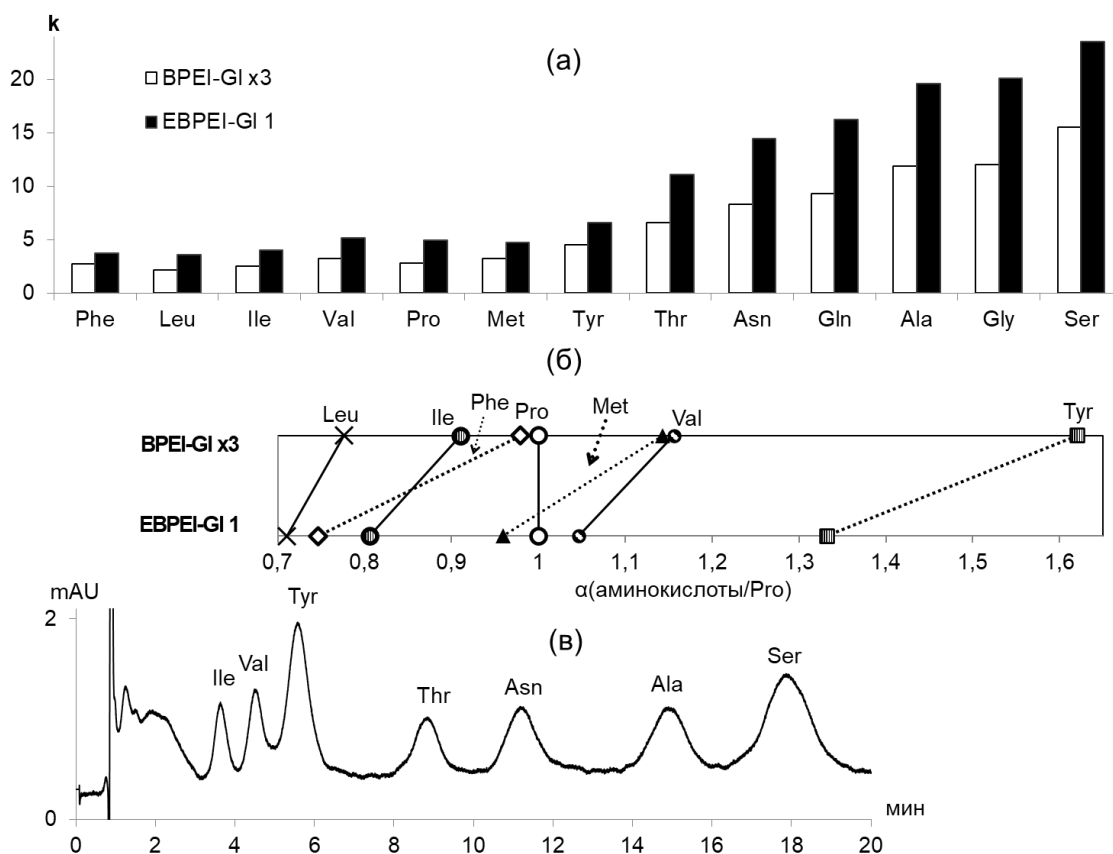 k
(а)
BPEI-Gl x3
EBPEI-Gl 1
20
15
10
5
0
Phe Leu Ile Val Pro Met Tyr Thr Asn Gln Ala Gly Ser
(б)
Leu Ile Phe Pro Met Val Tyr
BPEI-Gl x3
EBPEI-Gl 1
0,7 0,8 0,9 1 1,1 1,2 1,3 1,4 1,5 1,6
α(аминокислоты/Pro)
mAU
(в)
2
Ile Val Tyr Thr Asn Ala Ser
0
мин
0 2 4 6 8 10 12 14 16 18 20